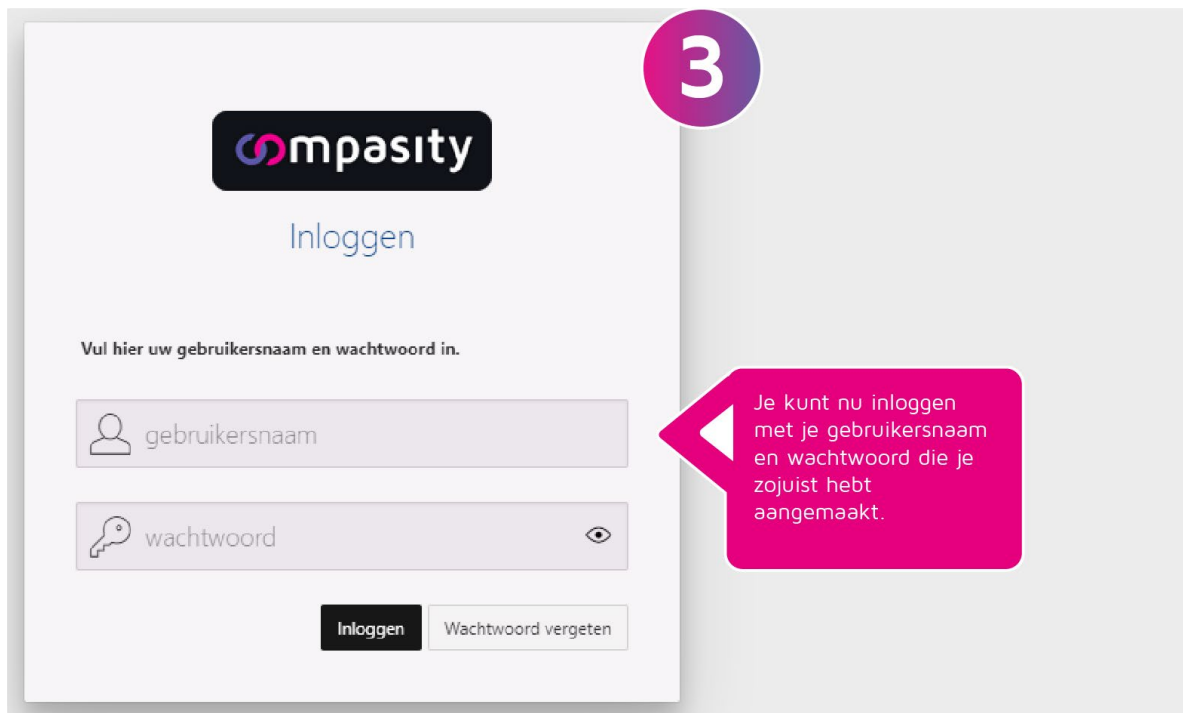 3
compasity
Inloggen
Vul hier uw gebruikersnaam en wachtwoord in.
gebruikersnaam
wachtwoord
Inloggen
Wachtwoord vergeten
Je kunt nu inloggen
met je gebruikersnaam
en wachtwoord die je
zojuist hebt
aangemaakt.